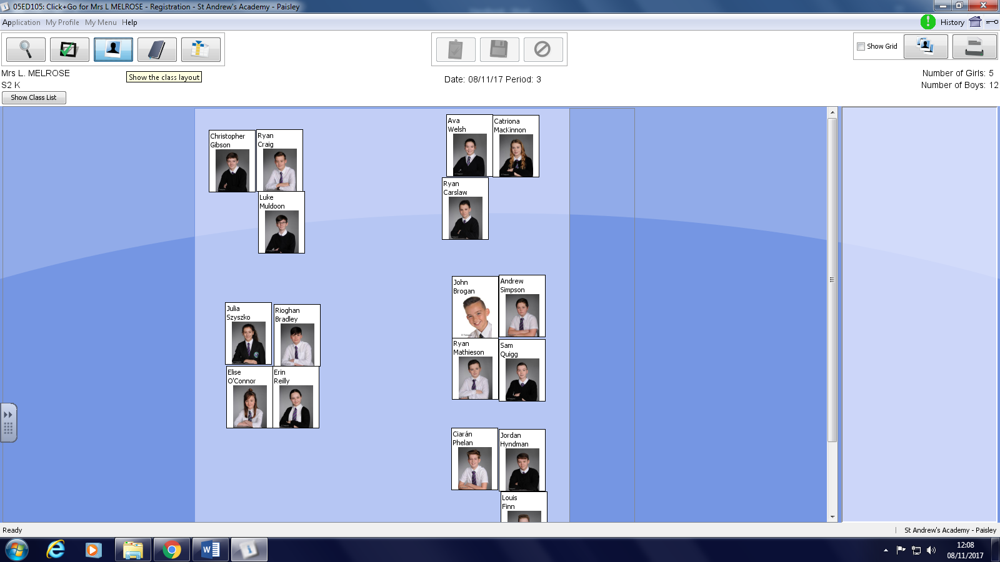 05ED105: Click+Go for Mrs L MELROSE - Registration - St Andrew's Academy - Paisley
Application My Profile My Menu Help
History
Show Grid
Mrs L. MELROSE
S2 K
Show the class layout
Date: 08/11/17 Period: 3
Number of Girls: 5
Number of Boys: 12
Show Class List
Christopher
Gibson
Ryan
Craig
Luke
Muldoon
Ava
Welsh
Catriona
MacKinnon
Ryan
Carslaw
Julia
Szyszko
Rioghan
Bradley
Elise
O'Connor
Erin
Reilly
John
Brogan
Andrew
Simpson
Ryan
Mathieson
Sam
Quigg
Ciarán
Phelan
Jordan
Hyndman
Louis
Finn
Ready
St Andrew's Academy - Paisley
12:08
08/11/2017